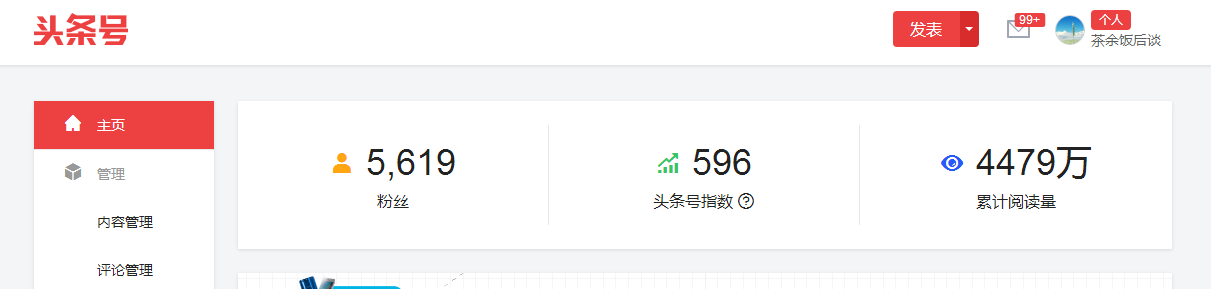 头条号
发表
99+
个人
茶余饭后谈
主页
管理
内容管理
评论管理
5,619
粉丝
596
头条号指数
4479万
累计阅读量